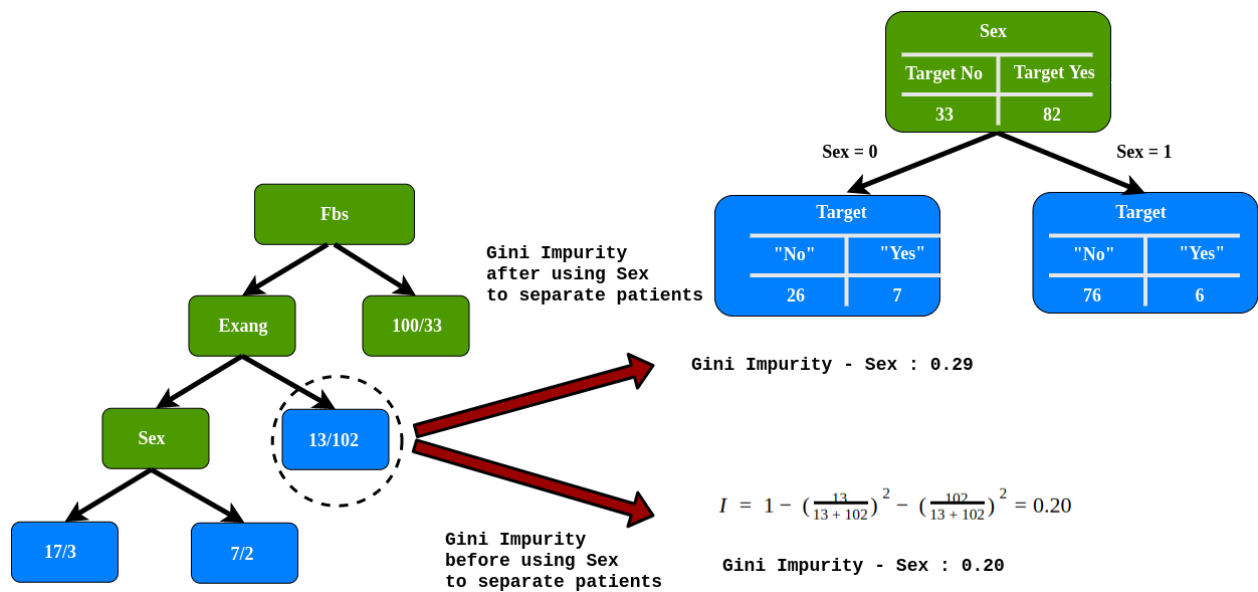 Sex
Target No Target Yes
33 82
Sex = 0 Sex = 1
Target
"No" "Yes"
26 7
Target
"No" "Yes"
76 6
Fbs
Exang
100/33
Sex
13/102
17/3
7/2
Gini Impurity
after using Sex
to separate patients
Gini Impurity - Sex : 0.29
I = 1 − (13/(13 + 102))² − (102/(13 + 102))² = 0.20
Gini Impurity
before using Sex
to separate patients
Gini Impurity - Sex : 0.20